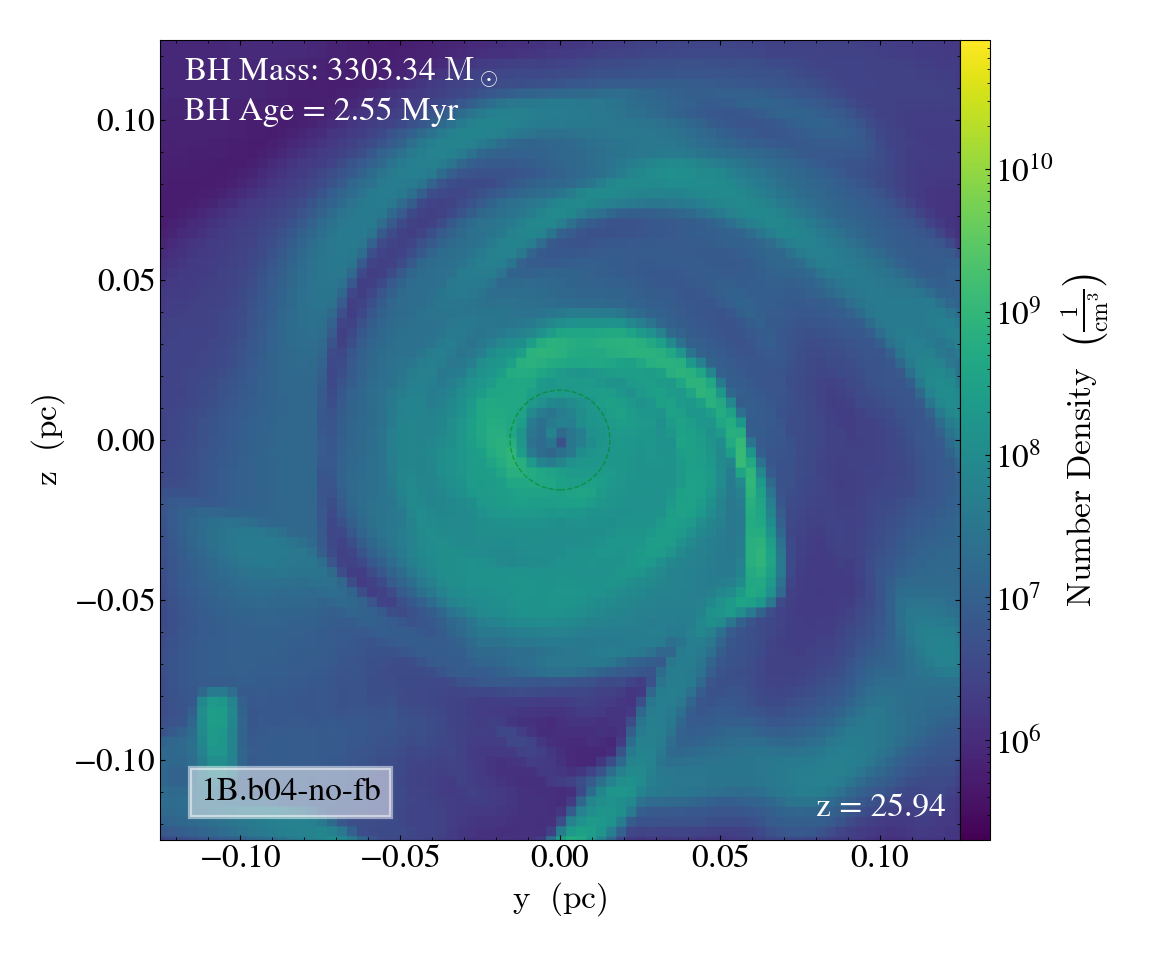 BH Mass: 3303.34 M⊙
BH Age = 2.55 Myr
0.10
0.05
0.00
−0.05
−0.10
z (pc)
1B.b04-no-fb
z = 25.94
−0.10 −0.05 0.00 0.05 0.10
y (pc)
10¹⁰
10⁹
10⁸
10⁷
10⁶
Number Density (1/cm³)